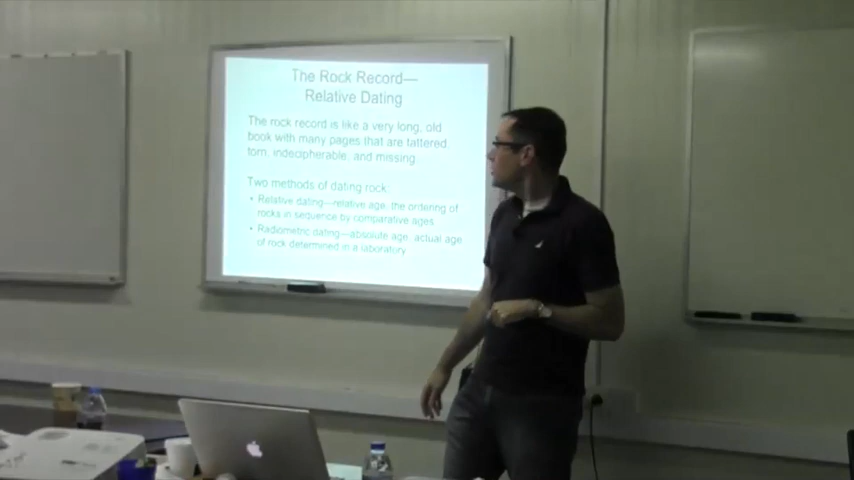 The Rock Record—
Relative Dating
The rock record is like a very long, old
book with many pages that are tattered,
torn, indecipherable, and missing.
Two methods of dating rock:
• Relative dating—relative age, the ordering of
rocks in sequence by comparative ages.
• Radiometric dating—absolute age, actual age
of rock determined in a laboratory